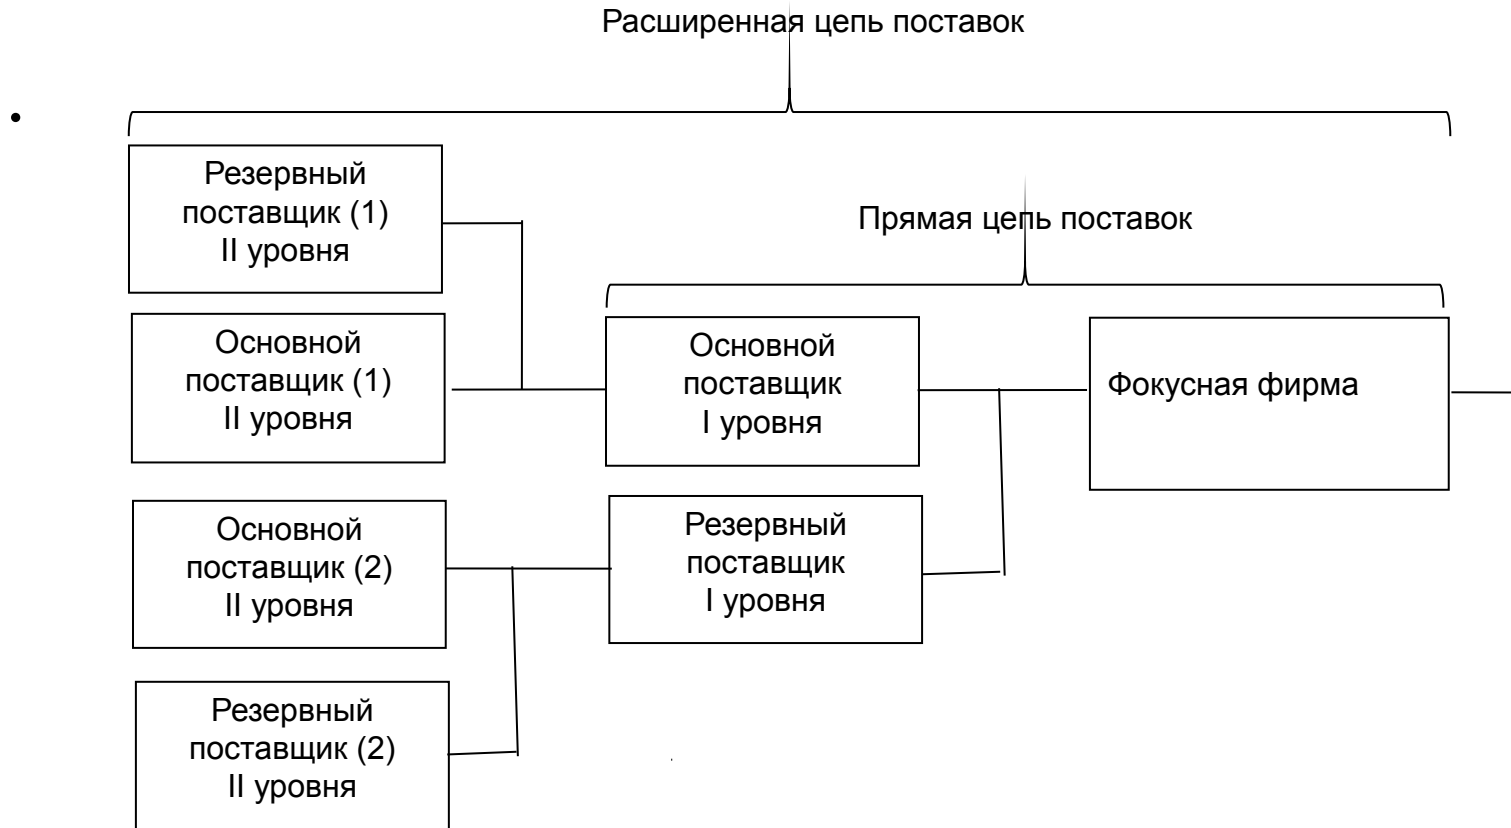 Расширенная цепь поставок
•
Резервный
поставщик (1)
II уровня
Прямая цепь поставок
Основной
поставщик (1)
II уровня
Основной
поставщик
I уровня
Фокусная фирма
Основной
поставщик (2)
II уровня
Резервный
поставщик
I уровня
Резервный
поставщик (2)
II уровня